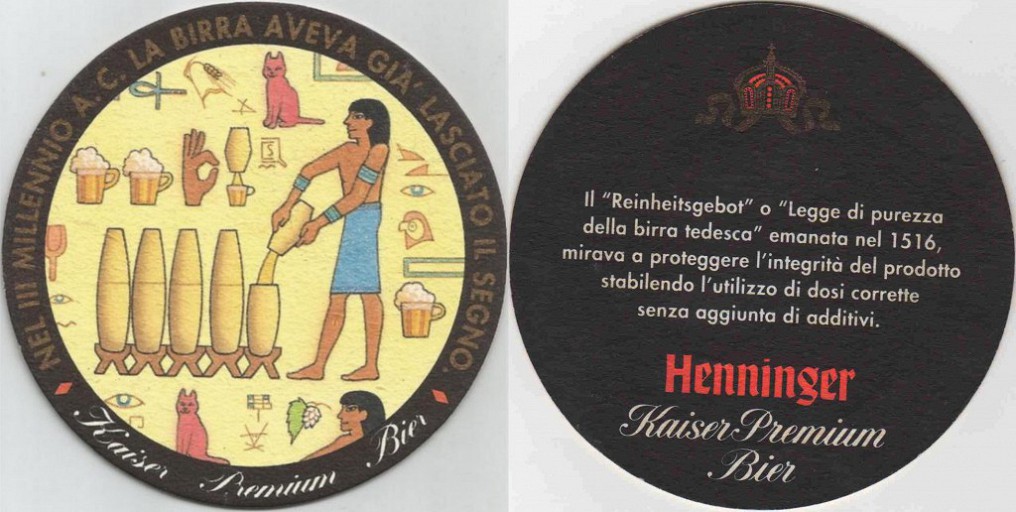 NEL III MILLENNIO A. C. LA BIRRA AVEVA GIA' LASCIATO IL SEGNO.
S
Kaiser Premium Bier
Il "Reinheitsgebot" o "Legge di purezza
della birra tedesca" emanata nel 1516,
mirava a proteggere l'integrità del prodotto
stabilendo l'utilizzo di dosi corrette
senza aggiunta di additivi.
Henninger
Kaiser Premium
Bier